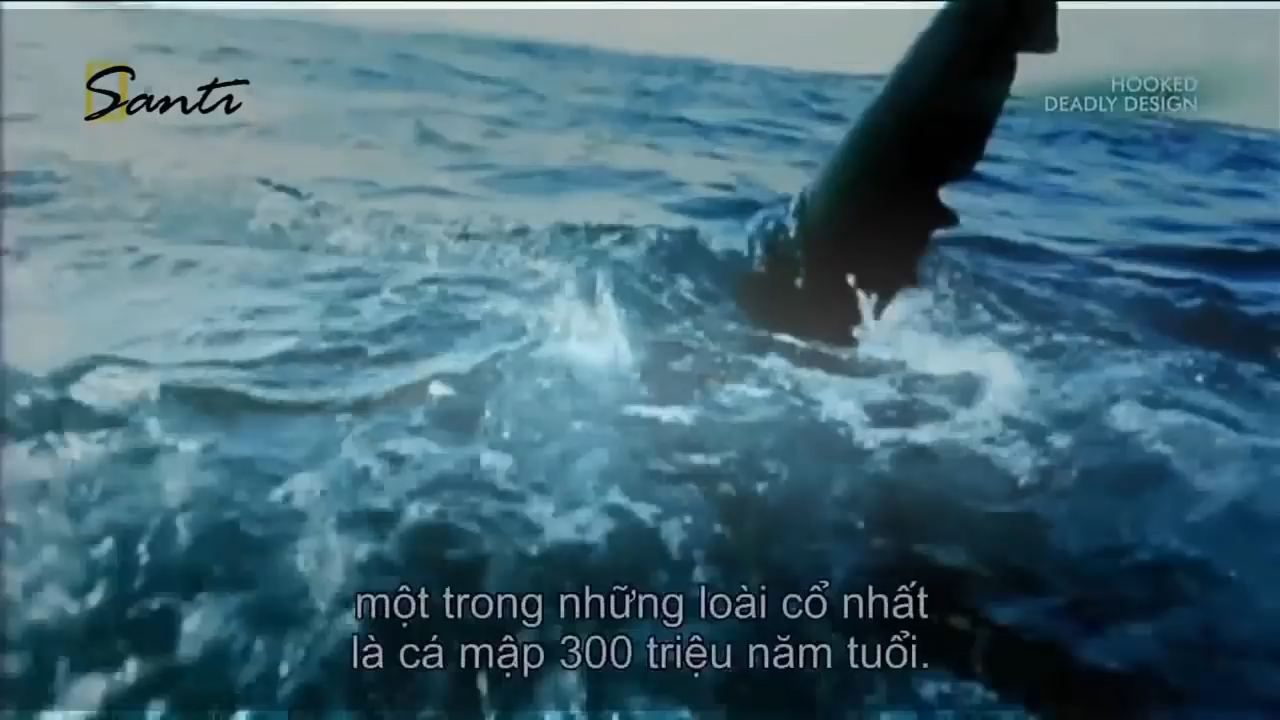 Santi
HOOKED
DEADLY DESIGN
một trong những loài cổ nhất
là cá mập 300 triệu năm tuổi.